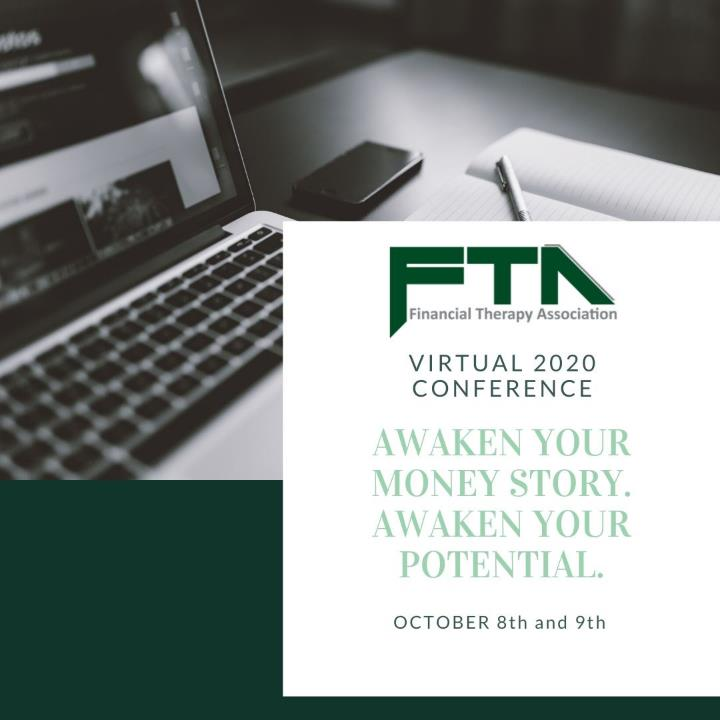 FTA
Financial Therapy Association
VIRTUAL 2020
CONFERENCE
AWAKEN YOUR
MONEY STORY.
AWAKEN YOUR
POTENTIAL.
OCTOBER 8th and 9th